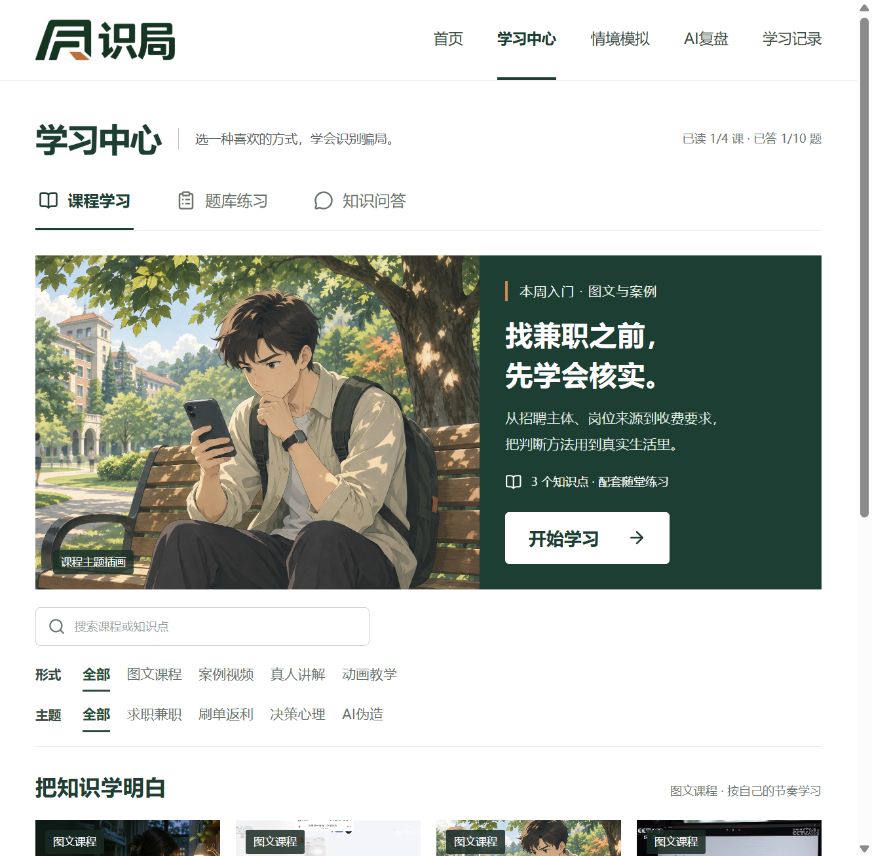 识局
首页
学习中心
情境模拟
AI复盘
学习记录
学习中心
选一种喜欢的方式，学会识别骗局。
已读 1/4 课 · 已答 1/10 题
课程学习
题库练习
知识问答
课程主题插画
本周入门 · 图文与案例
找兼职之前，
先学会核实。
从招聘主体、岗位来源到收费要求，
把判断方法用到真实生活里。
3 个知识点 · 配套随堂练习
开始学习
搜索课程或知识点
形式 全部 图文课程 案例视频 真人讲解 动画教学
主题 全部 求职兼职 刷单返利 决策心理 AI伪造
把知识学明白
图文课程 · 按自己的节奏学习
图文课程
图文课程
图文课程
图文课程